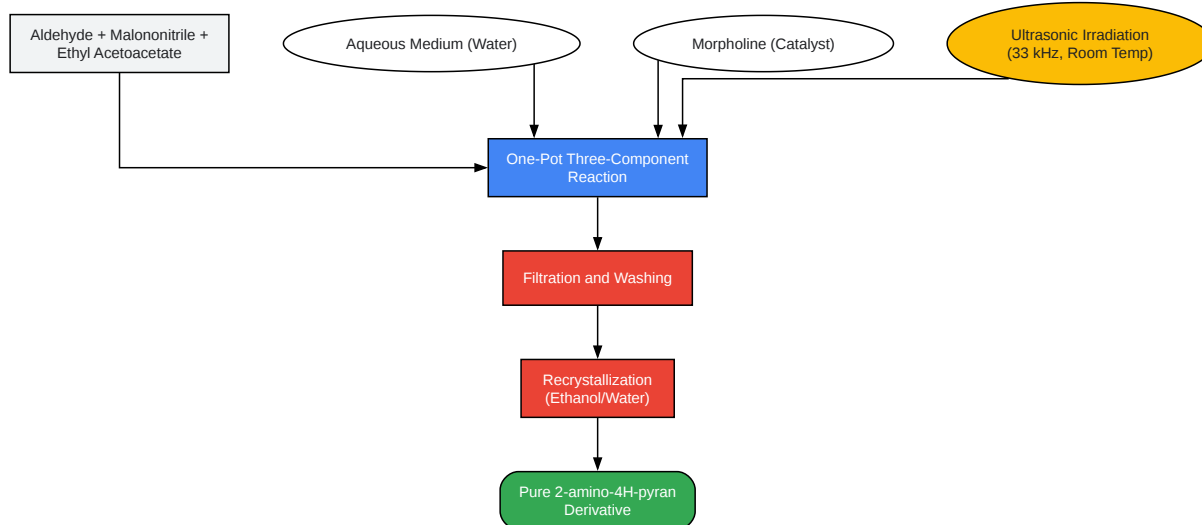 Aldehyde + Malononitrile +
Ethyl Acetoacetate
Aqueous Medium (Water)
Morpholine (Catalyst)
Ultrasonic Irradiation
(33 kHz, Room Temp)
One-Pot Three-Component
Reaction
Filtration and Washing
Recrystallization
(Ethanol/Water)
Pure 2-amino-4H-pyran
Derivative